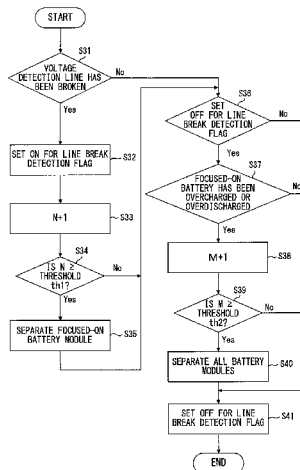 START
S31
VOLTAGE
DETECTION LINE HAS
BEEN BROKEN
No
Yes
SET ON FOR LINE BREAK
DETECTION FLAG
S32
N+1
S33
S34
IS N ≥
THRESHOLD
th1?
No
Yes
SEPARATE FOCUSED-ON
BATTERY MODULE
S35
S36
SET
OFF FOR LINE
BREAK DETECTION
FLAG
No
Yes
S37
FOCUSED-ON
BATTERY HAS BEEN
OVERCHARGED OR
OVERDISCHARGED
No
Yes
M+1
S38
S39
IS M ≥
THRESHOLD
th2?
No
Yes
SEPARATE ALL BATTERY
MODULES
S40
SET OFF FOR LINE
BREAK DETECTION FLAG
S41
END